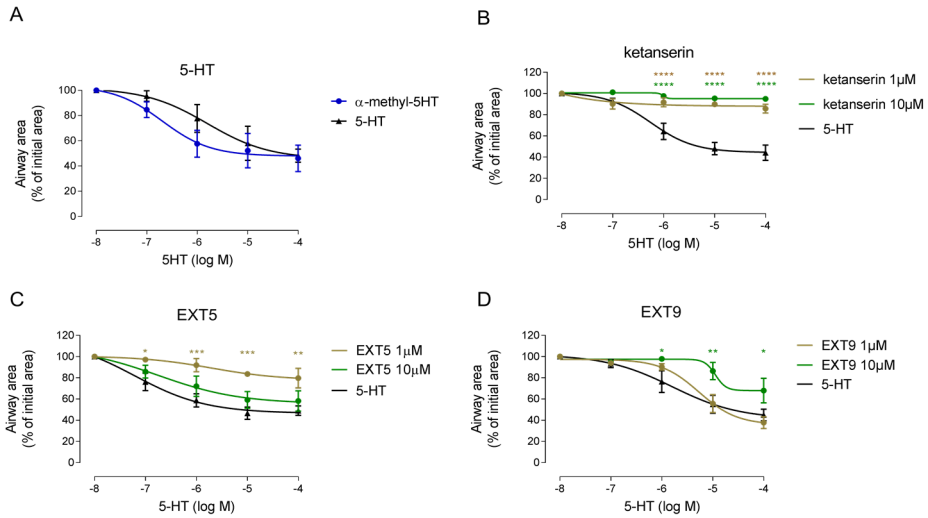 A
5-HT
Airway area
(% of initial area)
120
100
80
60
40
20
0
-8 -7 -6 -5 -4
5HT (log M)
α-methyl-5HT
5-HT
B
ketanserin
Airway area
(% of initial area)
120
100
80
60
40
20
0
**** **** ****
**** **** ****
-8 -7 -6 -5 -4
5HT (log M)
ketanserin 1µM
ketanserin 10µM
5-HT
C
EXT5
Airway area
(% of initial area)
120
100
80
60
40
20
0
* *** *** **
-8 -7 -6 -5 -4
5-HT (log M)
EXT5 1µM
EXT5 10µM
5-HT
D
EXT9
Airway area
(% of initial area)
120
100
80
60
40
20
0
* ** *
-8 -7 -6 -5 -4
5-HT (log M)
EXT9 1µM
EXT9 10µM
5-HT